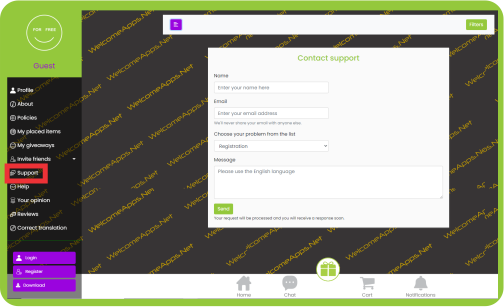 FOR FREE
Guest
Profile
About
Policies
My placed items
My giveaways
Invite friends
Support
Help
Your opinion
Reviews
Correct translation
Login
Register
Download
Filters
Contact support
Name
Enter your name here
Email
Enter your email address
We'll never share your email with anyone else.
Choose your problem from the list
-Registration
Message
Please use the English language
Send
Your request will be processed and you will receive a response soon
Home
Chat
Cart
Notifications
WelcomeApps.Net